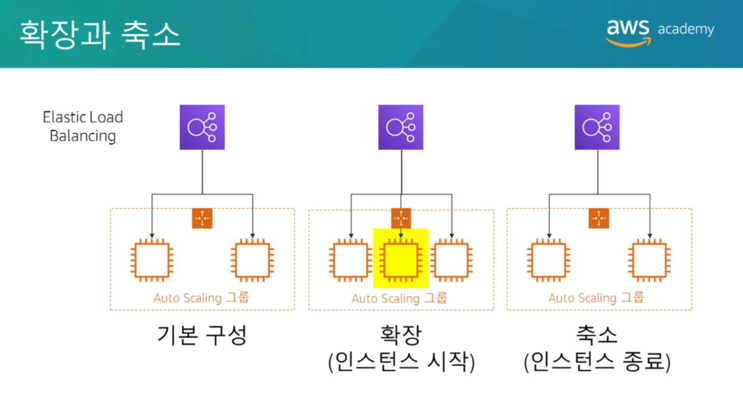 확장과 축소
aws academy
Elastic Load
Balancing
Auto Scaling 그룹
Auto Scaling 그룹
Auto Scaling 그룹
기본 구성
확장
(인스턴스 시작)
축소
(인스턴스 종료)